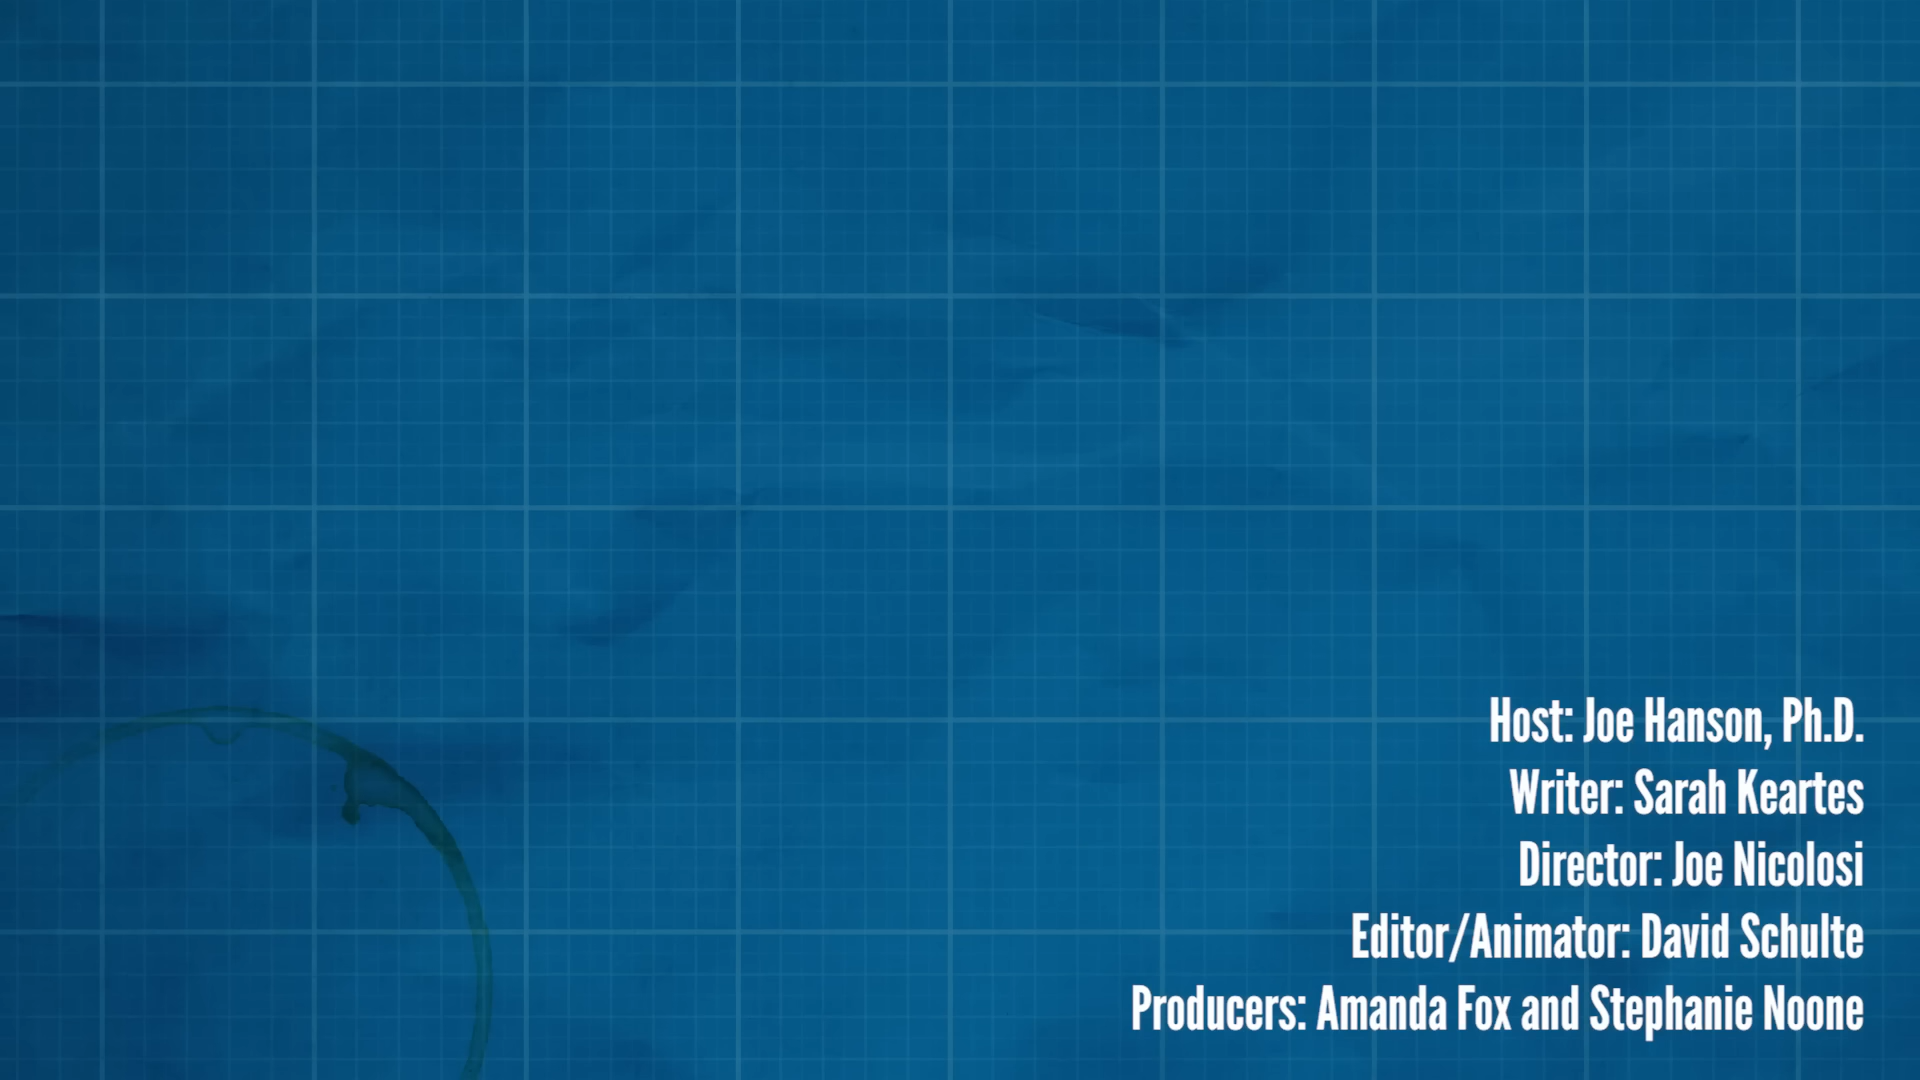 Host: Joe Hanson, Ph.D.
Writer: Sarah Keartes
Director: Joe Nicolosi
Editor/Animator: David Schulte
Producers: Amanda Fox and Stephanie Noone